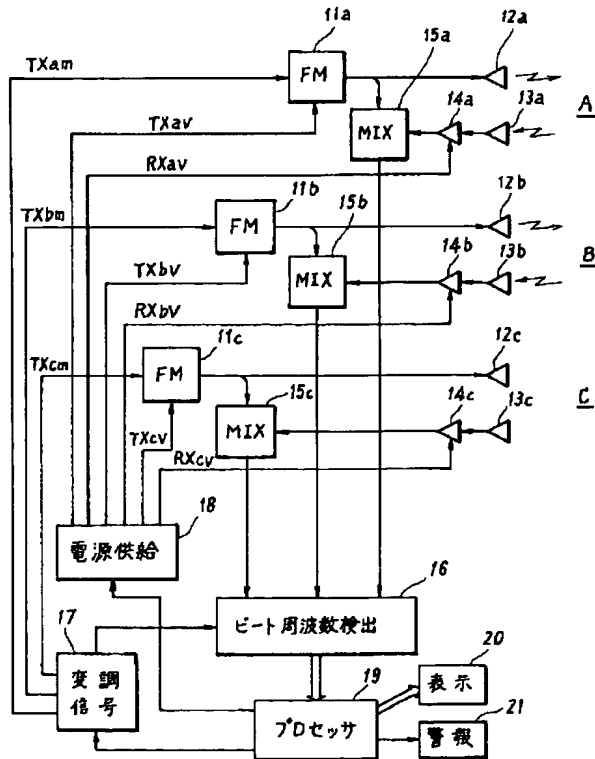 11a
15a
12a
TXam
FM
A
TXav
MIX
14a
13a
RXav
11b
15b
12b
TXbm
FM
B
TXbv
MIX
14b
13b
RXbv
11c
12c
TXcm
FM
15c
C
TXcv
MIX
14c
13c
RXcv
18
電源供給
16
ビート周波数検出
17
変調
信号
19
プロセッサ
20
表示
21
警報